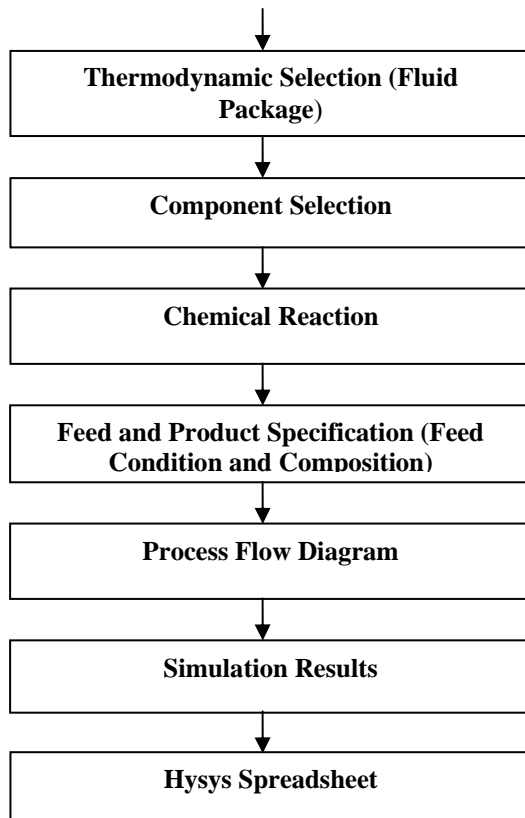 Thermodynamic Selection (Fluid
Package)
Component Selection
Chemical Reaction
Feed and Product Specification (Feed
Condition and Composition)
Process Flow Diagram
Simulation Results
Hysys Spreadsheet